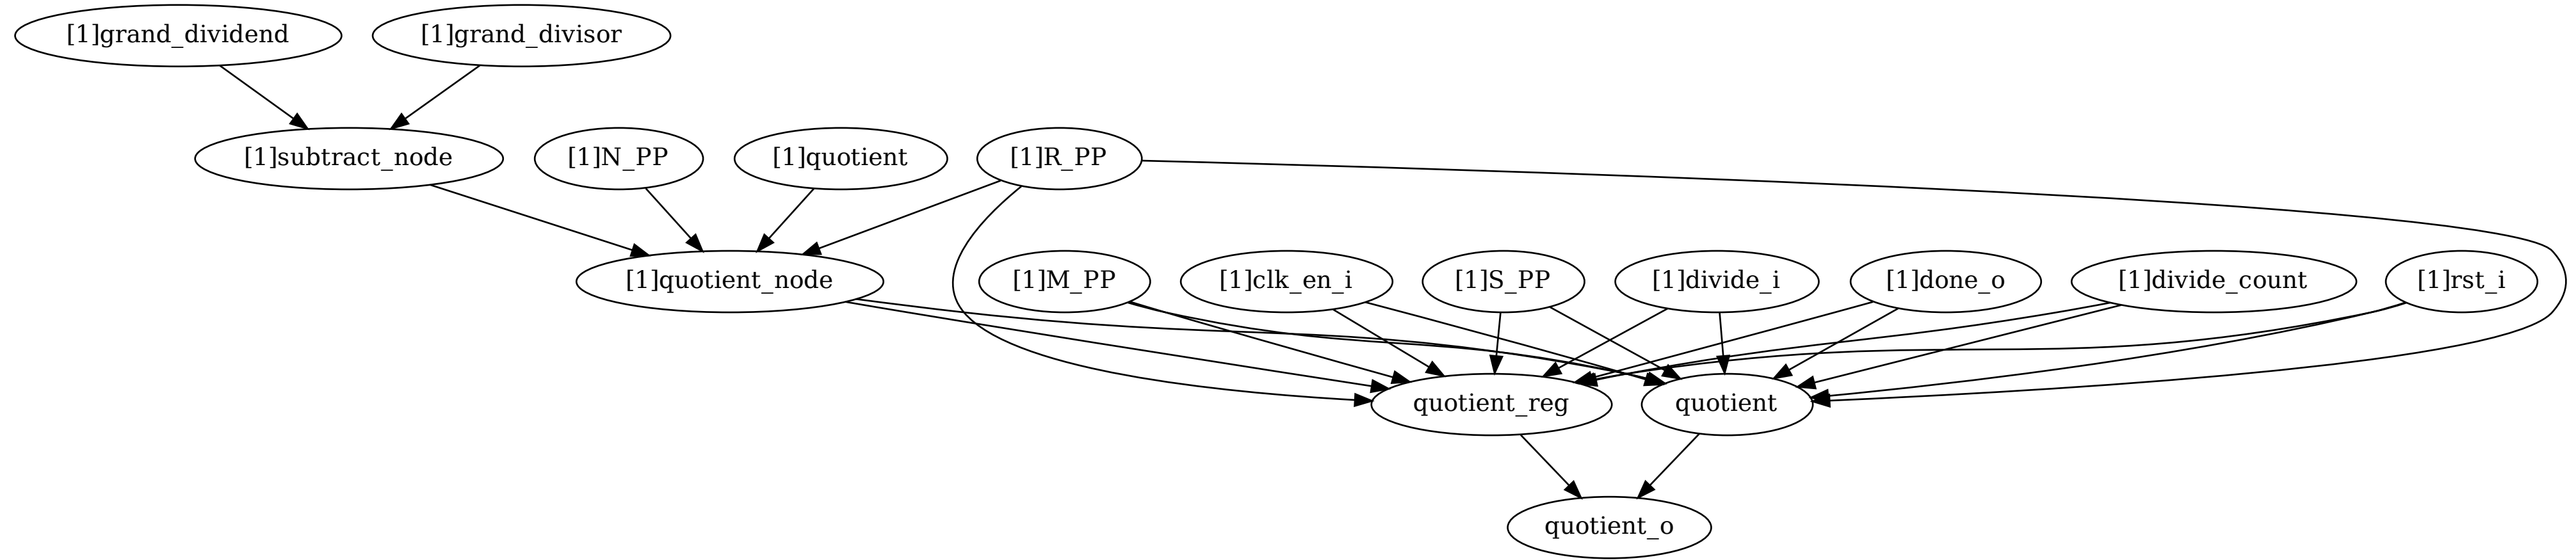 [1]grand_dividend
[1]grand_divisor
[1]subtract_node
[1]N_PP
[1]quotient
[1]R_PP
[1]quotient_node
[1]M_PP
[1]clk_en_i
[1]S_PP
[1]divide_i
[1]done_o
[1]divide_count
[1]rst_i
quotient_reg
quotient
quotient_o